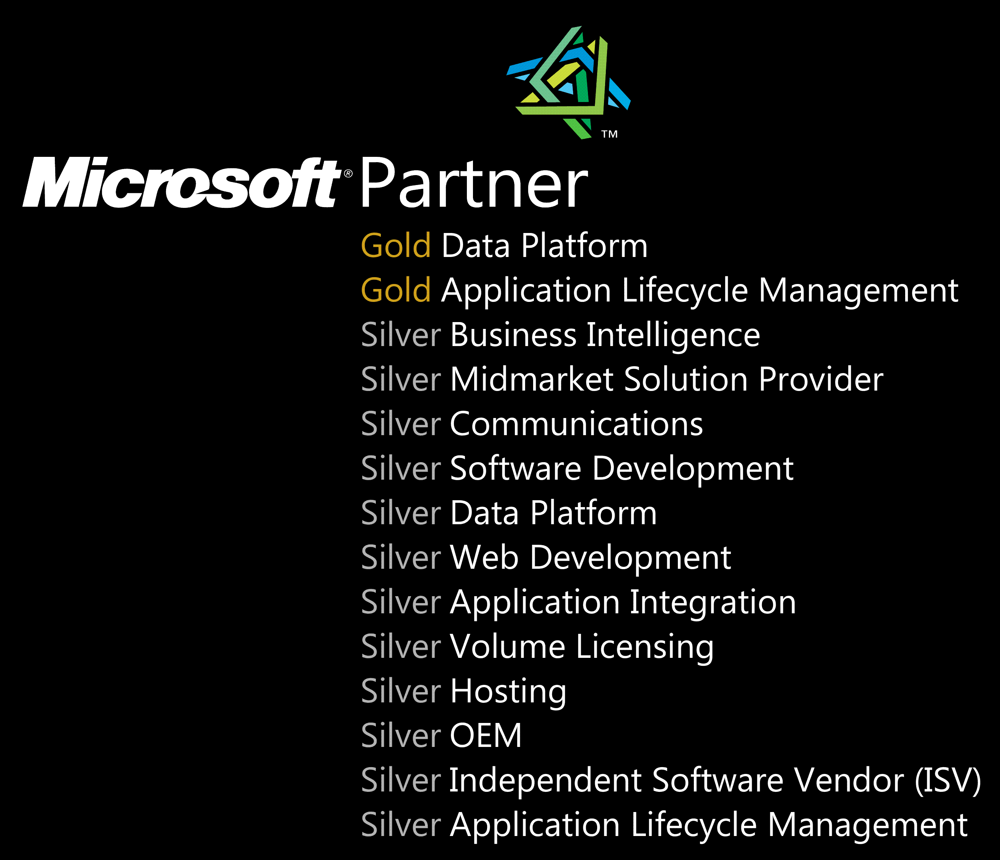 TM
Microsoft® Partner
Gold Data Platform
Gold Application Lifecycle Management
Silver Business Intelligence
Silver Midmarket Solution Provider
Silver Communications
Silver Software Development
Silver Data Platform
Silver Web Development
Silver Application Integration
Silver Volume Licensing
Silver Hosting
Silver OEM
Silver Independent Software Vendor (ISV)
Silver Application Lifecycle Management